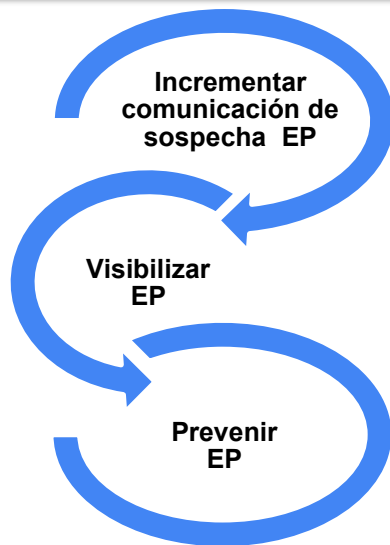 Incrementar
comunicación de
sospecha EP
Visibilizar
EP
Prevenir
EP